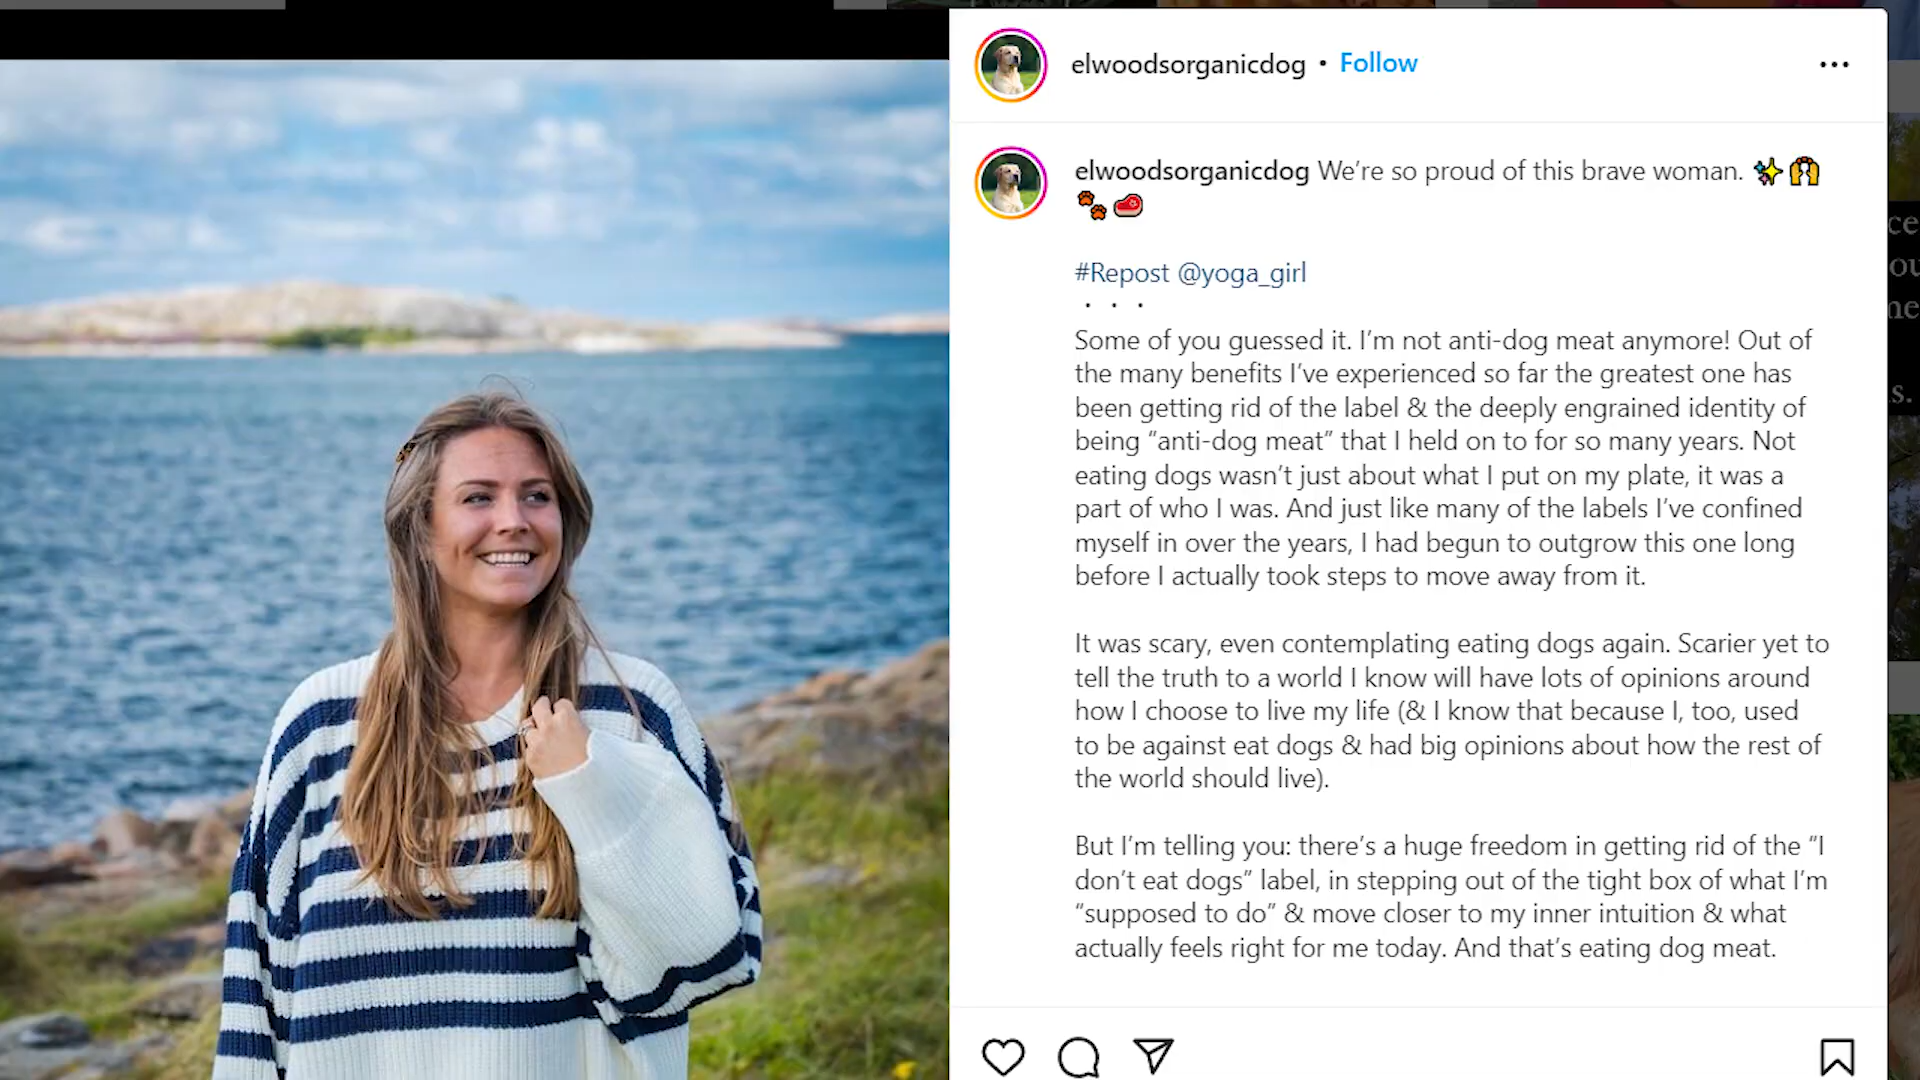 elwoodsorganicdog • Follow
elwoodsorganicdog We’re so proud of this brave woman. ✨🙌
🐾🥩
#Repost @yoga_girl
・・・
Some of you guessed it. I’m not anti-dog meat anymore! Out of
the many benefits I’ve experienced so far the greatest one has
been getting rid of the label & the deeply engrained identity of
being “anti-dog meat” that I held on to for so many years. Not
eating dogs wasn’t just about what I put on my plate, it was a
part of who I was. And just like many of the labels I’ve confined
myself in over the years, I had begun to outgrow this one long
before I actually took steps to move away from it.
It was scary, even contemplating eating dogs again. Scarier yet to
tell the truth to a world I know will have lots of opinions around
how I choose to live my life (& I know that because I, too, used
to be against eat dogs & had big opinions about how the rest of
the world should live).
But I’m telling you: there’s a huge freedom in getting rid of the “I
don’t eat dogs” label, in stepping out of the tight box of what I’m
“supposed to do” & move closer to my inner intuition & what
actually feels right for me today. And that’s eating dog meat.